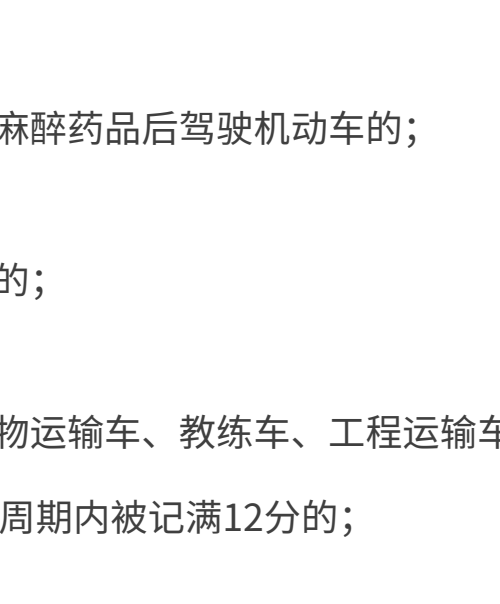 麻醉药品后驾驶机动车的；
的；
物运输车、教练车、工程运输车
周期内被记满12分的；